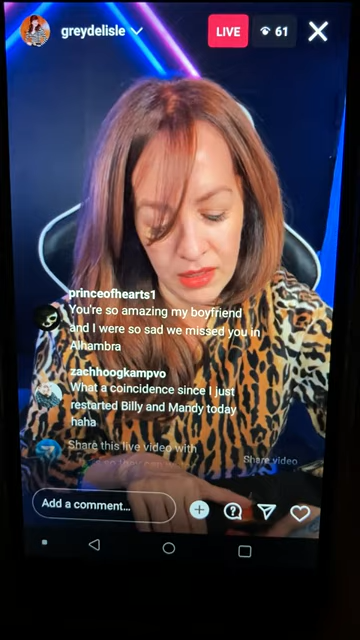 greydelisle
LIVE
61
princeofhearts1
You're so amazing my boyfriend
and I were so sad we missed you in
Alhambra
zachhoogkampvo
What a coincidence since I just
restarted Billy and Mandy today
haha
Share this live video with
Share video
Add a comment...